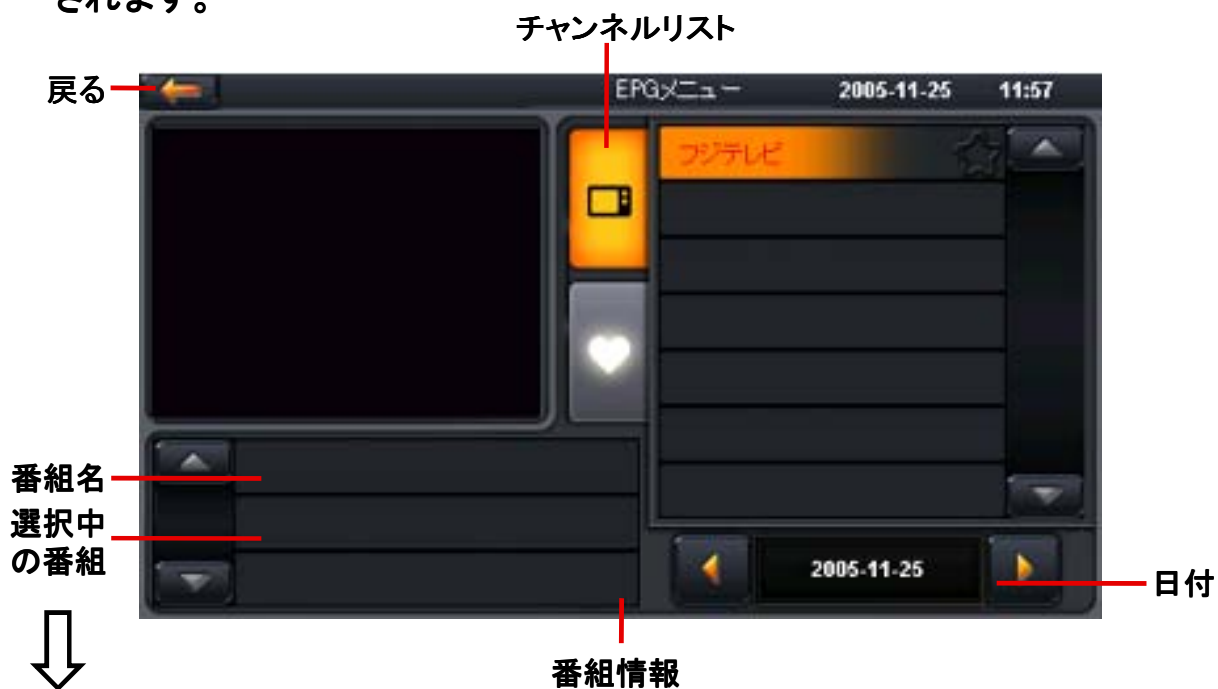 されます。
チャンネルリスト
戻る
EPGメニュー 2005-11-25 11:57
フジテレビ
番組名
選択中
の番組
2005-11-25
日付
番組情報